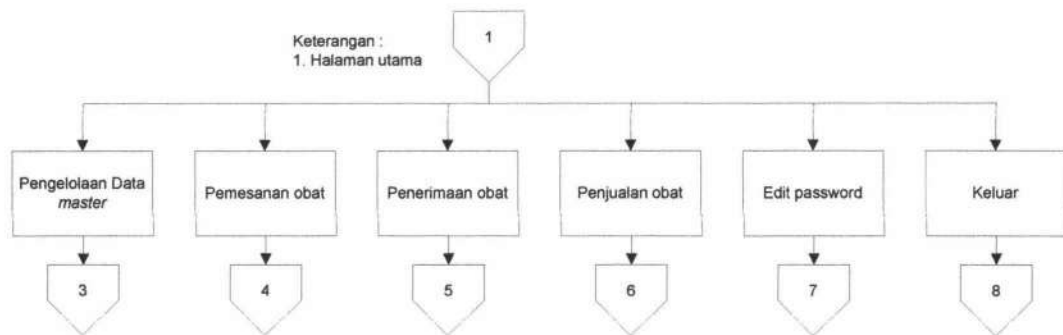 Keterangan :
1. Halaman utama
1
Pengelolaan Data
master
Pemesanan obat
Penerimaan obat
Penjualan obat
Edit password
Keluar
3
4
5
6
7
8